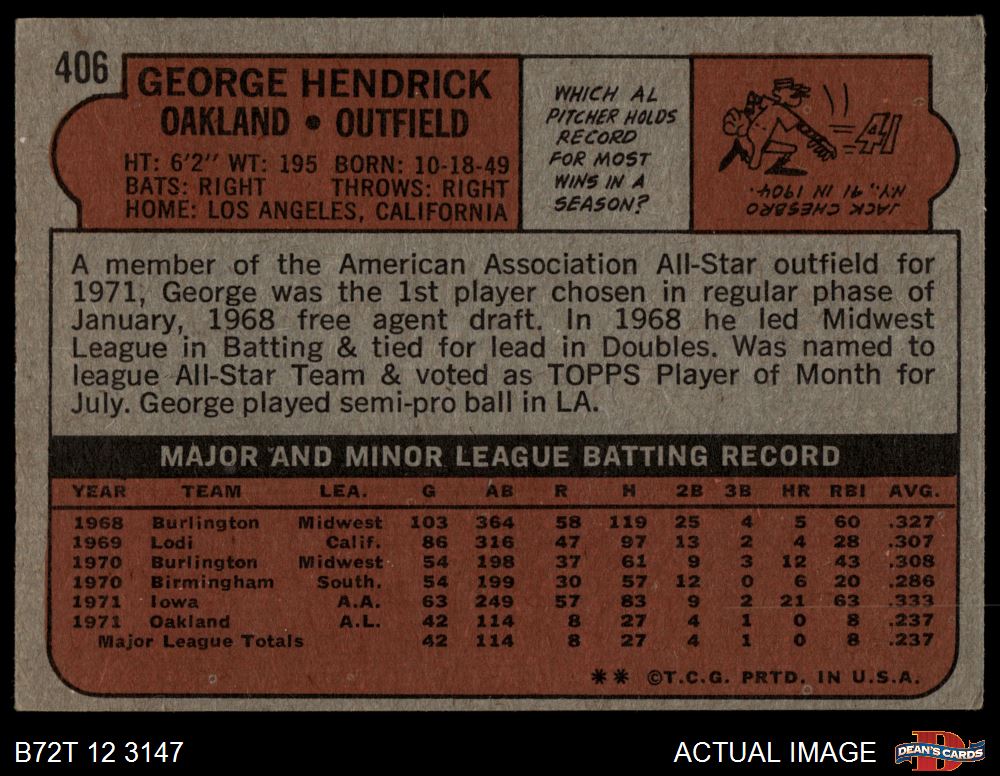 406
GEORGE HENDRICK
OAKLAND • OUTFIELD
HT: 6'2" WT: 195 BORN: 10-18-49
BATS: RIGHT THROWS: RIGHT
HOME: LOS ANGELES, CALIFORNIA
WHICH AL
PITCHER HOLDS
RECORD
FOR MOST
WINS IN A
SEASON?
41
JACK CHESBRO
N.Y., 41 IN 1904.
A member of the American Association All-Star outfield for
1971, George was the 1st player chosen in regular phase of
January, 1968 free agent draft. In 1968 he led Midwest
League in Batting & tied for lead in Doubles. Was named to
league All-Star Team & voted as TOPPS Player of Month for
July. George played semi-pro ball in LA.
MAJOR AND MINOR LEAGUE BATTING RECORD
YEAR TEAM LEA. G AB R H 2B 3B HR RBI AVG.
1968 Burlington Midwest 103 364 58 119 25 4 5 60 .327
1969 Lodi Calif. 86 316 47 97 13 2 4 28 .307
1970 Burlington Midwest 54 198 37 61 9 3 12 43 .308
1970 Birmingham South. 54 199 30 57 12 0 6 20 .286
1971 Iowa A.A. 63 249 57 83 9 2 21 63 .333
1971 Oakland A.L. 42 114 8 27 4 1 0 8 .237
Major League Totals 42 114 8 27 4 1 0 8 .237
** ©T.C.G. PRTD. IN U.S.A.
B72T 12 3147
ACTUAL IMAGE
DEAN'S CARDS